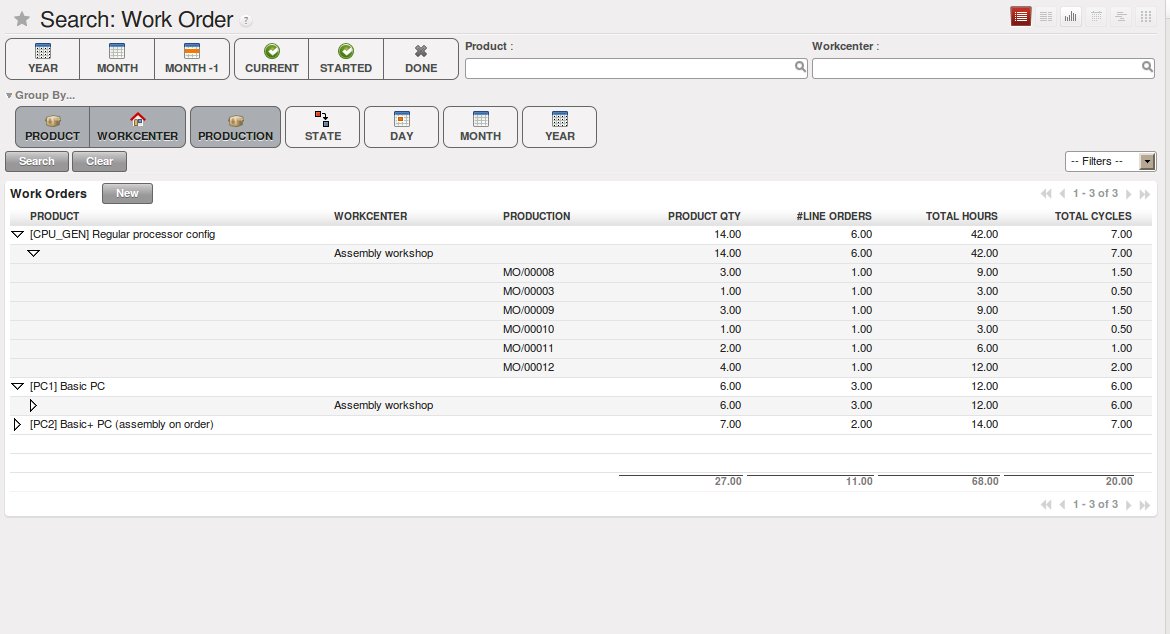 Search: Work Order ?
YEAR MONTH MONTH -1 CURRENT STARTED DONE
Product : Workcenter :
Group By...
PRODUCT WORKCENTER PRODUCTION STATE DAY MONTH YEAR
Search Clear -- Filters --
Work Orders New 1 - 3 of 3
PRODUCT WORKCENTER PRODUCTION PRODUCT QTY #LINE ORDERS TOTAL HOURS TOTAL CYCLES
[CPU_GEN] Regular processor config 14.00 6.00 42.00 7.00
Assembly workshop 14.00 6.00 42.00 7.00
MO/00008 3.00 1.00 9.00 1.50
MO/00003 1.00 1.00 3.00 0.50
MO/00009 3.00 1.00 9.00 1.50
MO/00010 1.00 1.00 3.00 0.50
MO/00011 2.00 1.00 6.00 1.00
MO/00012 4.00 1.00 12.00 2.00
[PC1] Basic PC 6.00 3.00 12.00 6.00
Assembly workshop 6.00 3.00 12.00 6.00
[PC2] Basic+ PC (assembly on order) 7.00 2.00 14.00 7.00
27.00 11.00 68.00 20.00
1 - 3 of 3